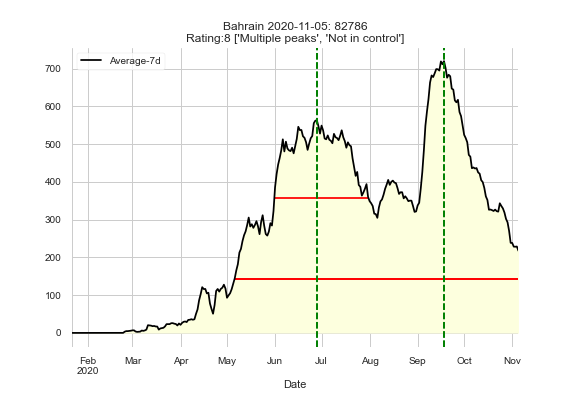 Bahrain 2020-11-05: 82786
Rating:8 ['Multiple peaks', 'Not in control']
Average-7d
700
600
500
400
300
200
100
0
Feb Mar Apr May Jun Jul Aug Sep Oct Nov
2020
Date